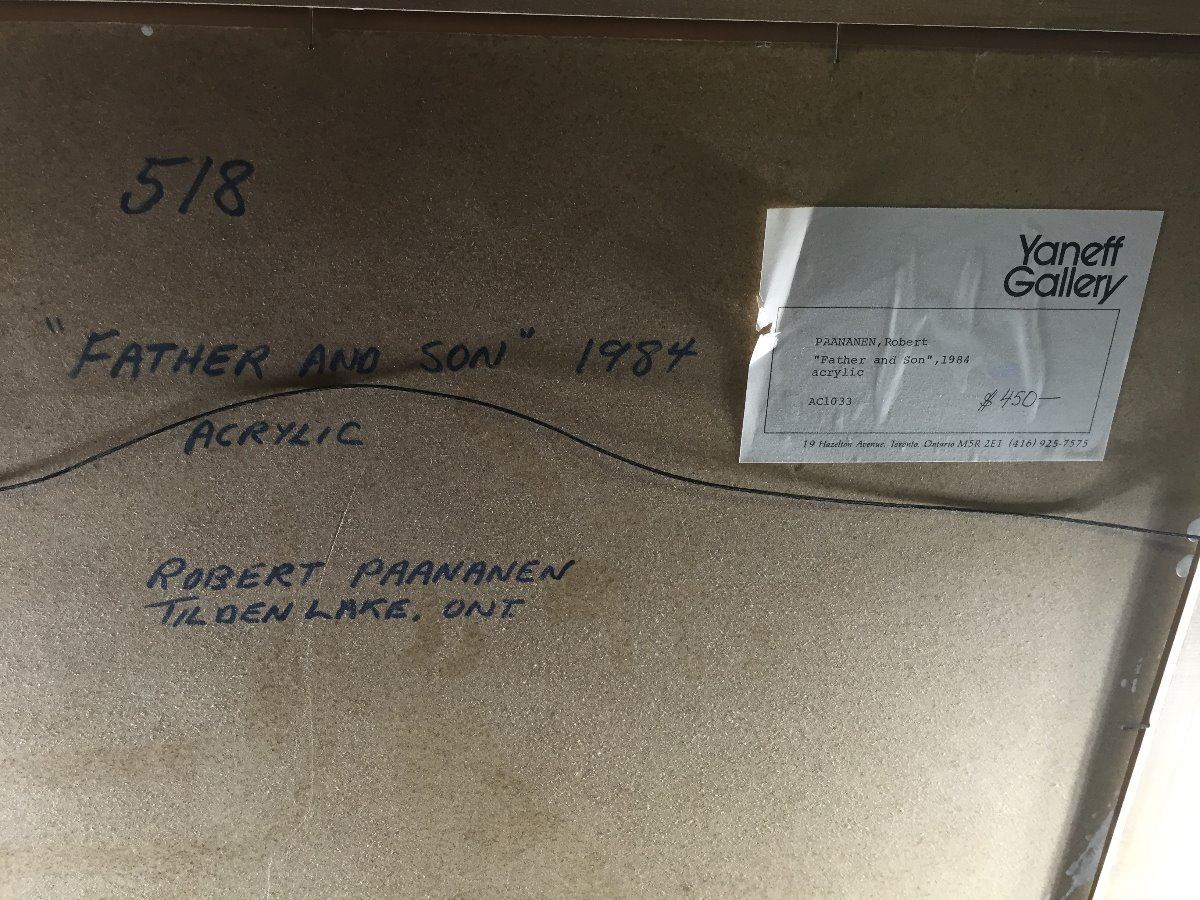 518
"FATHER AND SON" 1984
ACRYLIC
ROBERT PAANANEN
TILDEN LAKE, ONT.
Yaneff
Gallery
PAANANEN,Robert
"Father and Son",1984
acrylic
AC1033 $450—
19 Hazelton Avenue, Toronto, Ontario M5R 2E1 (416) 925-7575